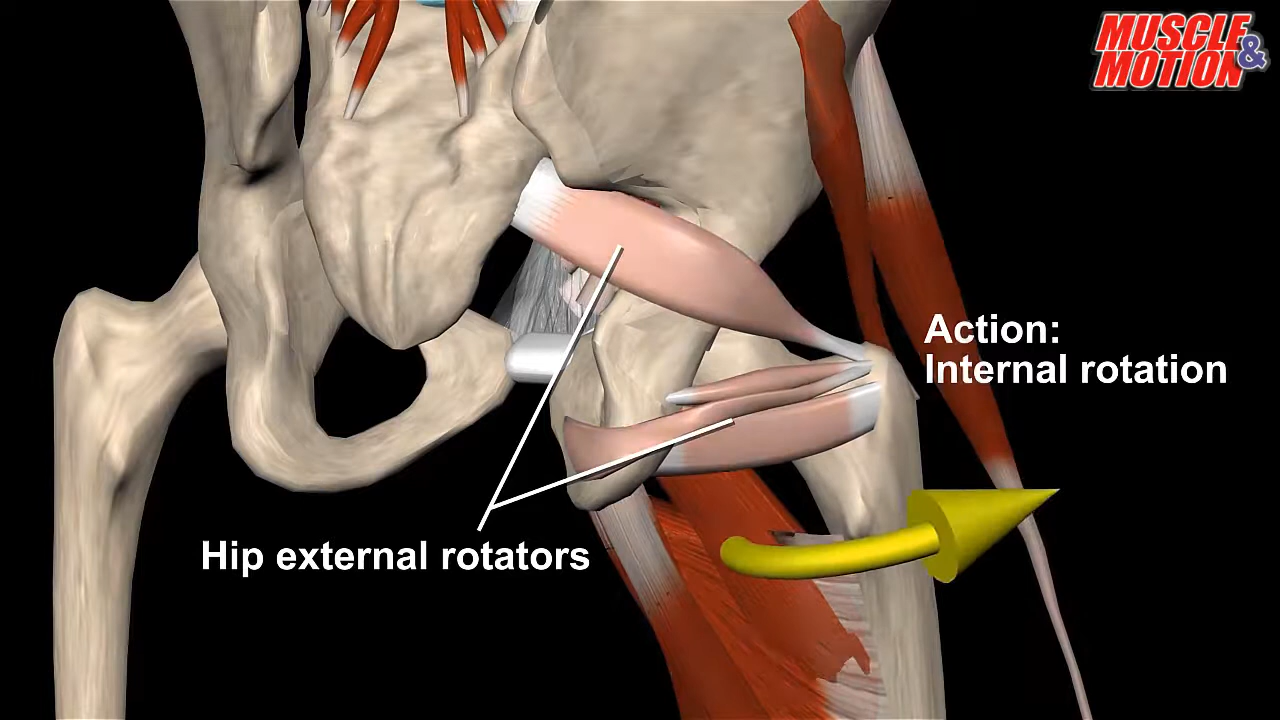 MUSCLE &
MOTION
Action:
Internal rotation
Hip external rotators